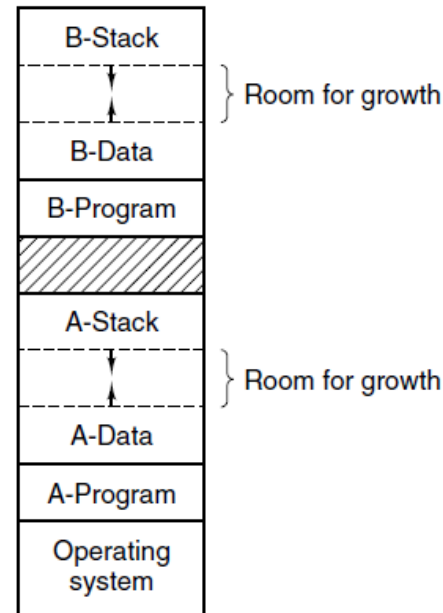 B-Stack
Room for growth
B-Data
B-Program
A-Stack
Room for growth
A-Data
A-Program
Operating
system